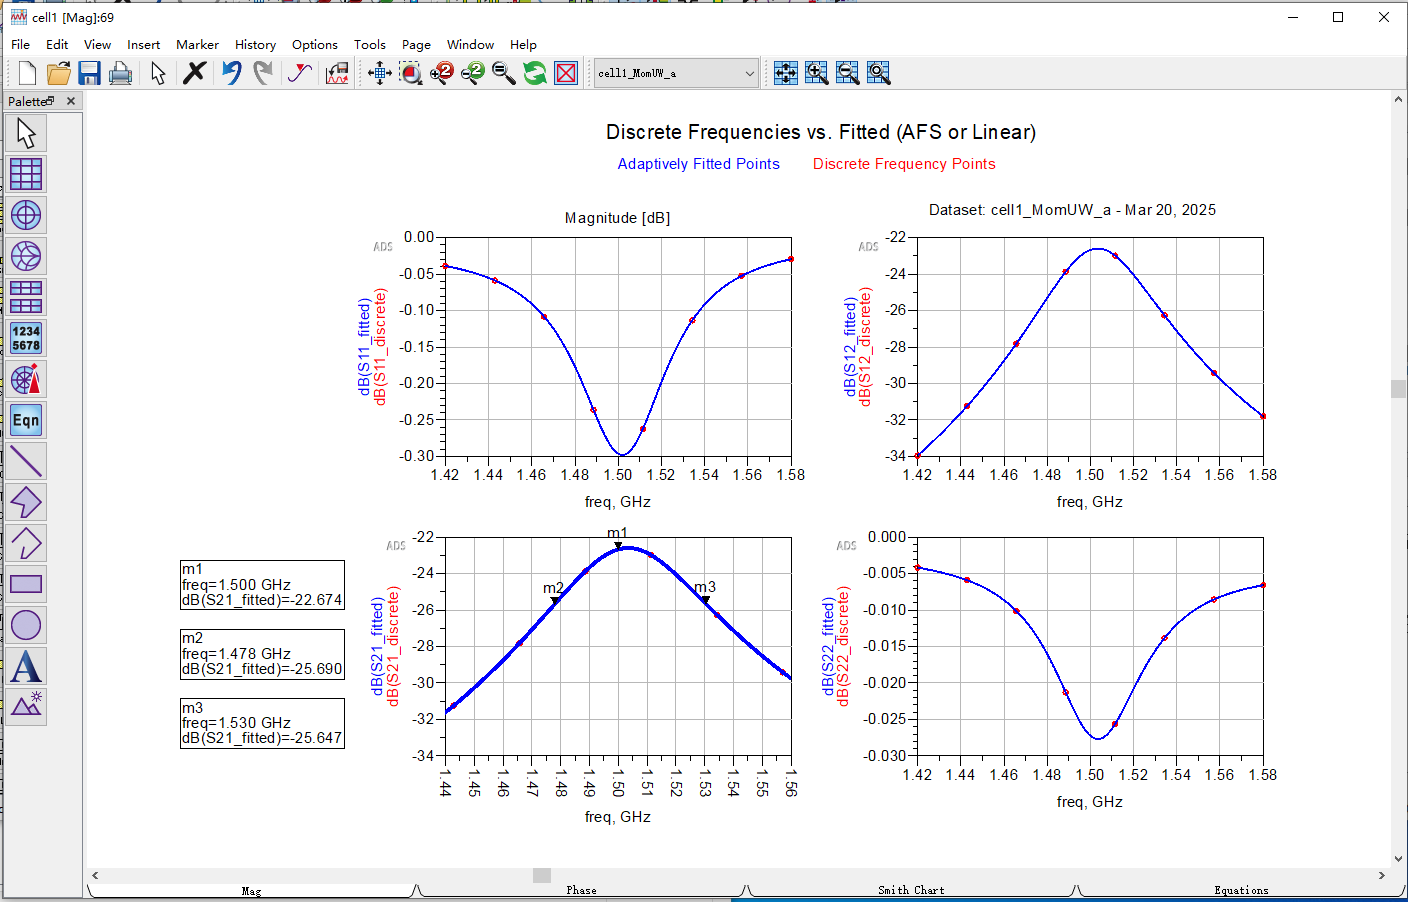 cell1 [Mag]:69
File Edit View Insert Marker History Options Tools Page Window Help
cell1_MomUW_a
Palette
1234
5678
Eqn
A
Discrete Frequencies vs. Fitted (AFS or Linear)
Adaptively Fitted Points Discrete Frequency Points
Magnitude [dB]
ADS
dB(S11_fitted)
dB(S11_discrete)
0.00
-0.05
-0.10
-0.15
-0.20
-0.25
-0.30
1.42 1.44 1.46 1.48 1.50 1.52 1.54 1.56 1.58
freq, GHz
Dataset: cell1_MomUW_a - Mar 20, 2025
ADS
dB(S12_fitted)
dB(S12_discrete)
-22
-24
-26
-28
-30
-32
-34
1.42 1.44 1.46 1.48 1.50 1.52 1.54 1.56 1.58
freq, GHz
m1
freq=1.500 GHz
dB(S21_fitted)=-22.674
m2
freq=1.478 GHz
dB(S21_fitted)=-25.690
m3
freq=1.530 GHz
dB(S21_fitted)=-25.647
ADS
dB(S21_fitted)
dB(S21_discrete)
-22
-24
-26
-28
-30
-32
-34
m1
m2
m3
1.44 1.45 1.46 1.47 1.48 1.49 1.50 1.51 1.52 1.53 1.54 1.55 1.56
freq, GHz
ADS
dB(S22_fitted)
dB(S22_discrete)
0.000
-0.005
-0.010
-0.015
-0.020
-0.025
-0.030
1.42 1.44 1.46 1.48 1.50 1.52 1.54 1.56 1.58
freq, GHz
Mag Phase Smith Chart Equations